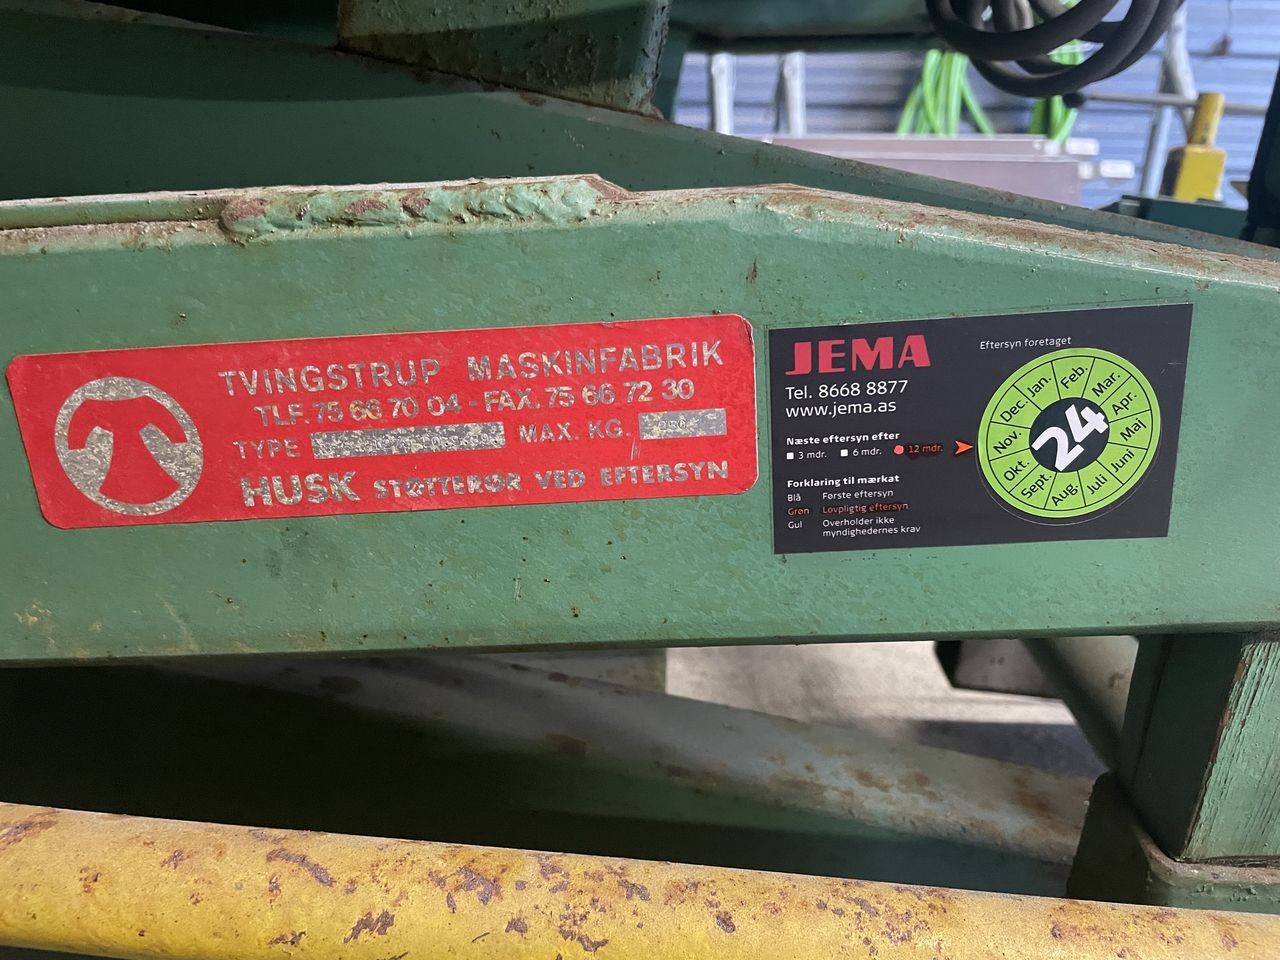 TVINGSTRUP MASKINFABRIK
TLF. 75 66 70 04 - FAX. 75 66 72 30
TYPE MAX. KG.
HUSK STØTTERØR VED EFTERSYN
JEMA
Tel. 8668 8877
www.jema.as
Næste eftersyn efter
3 mdr. 6 mdr. 12 mdr.
Forklaring til mærkat
Blå Første eftersyn
Grøn Lovpligtig eftersyn
Gul Overholder ikke
myndighedernes krav
Eftersyn foretaget
Jan.
Feb.
Mar.
Apr.
Maj
Juni
Juli
Aug.
Sept.
Okt.
Nov.
Dec.
24